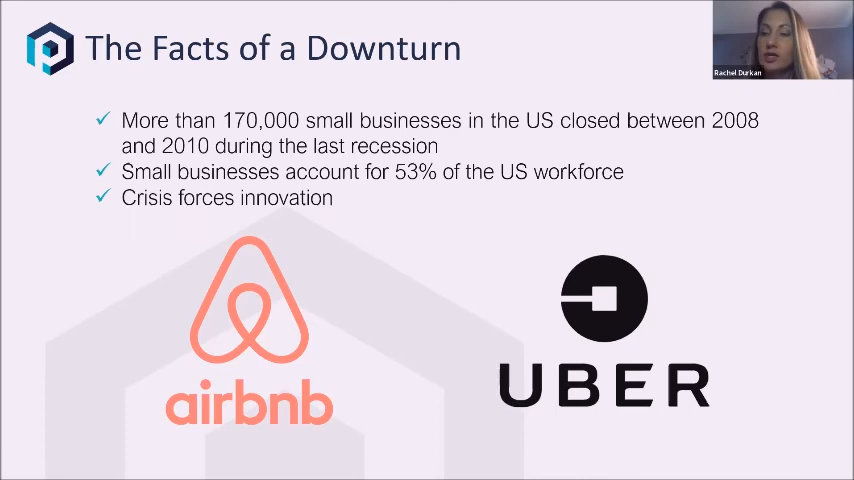 The Facts of a Downturn
Rachel Durkan
More than 170,000 small businesses in the US closed between 2008
and 2010 during the last recession
Small businesses account for 53% of the US workforce
Crisis forces innovation
airbnb
UBER